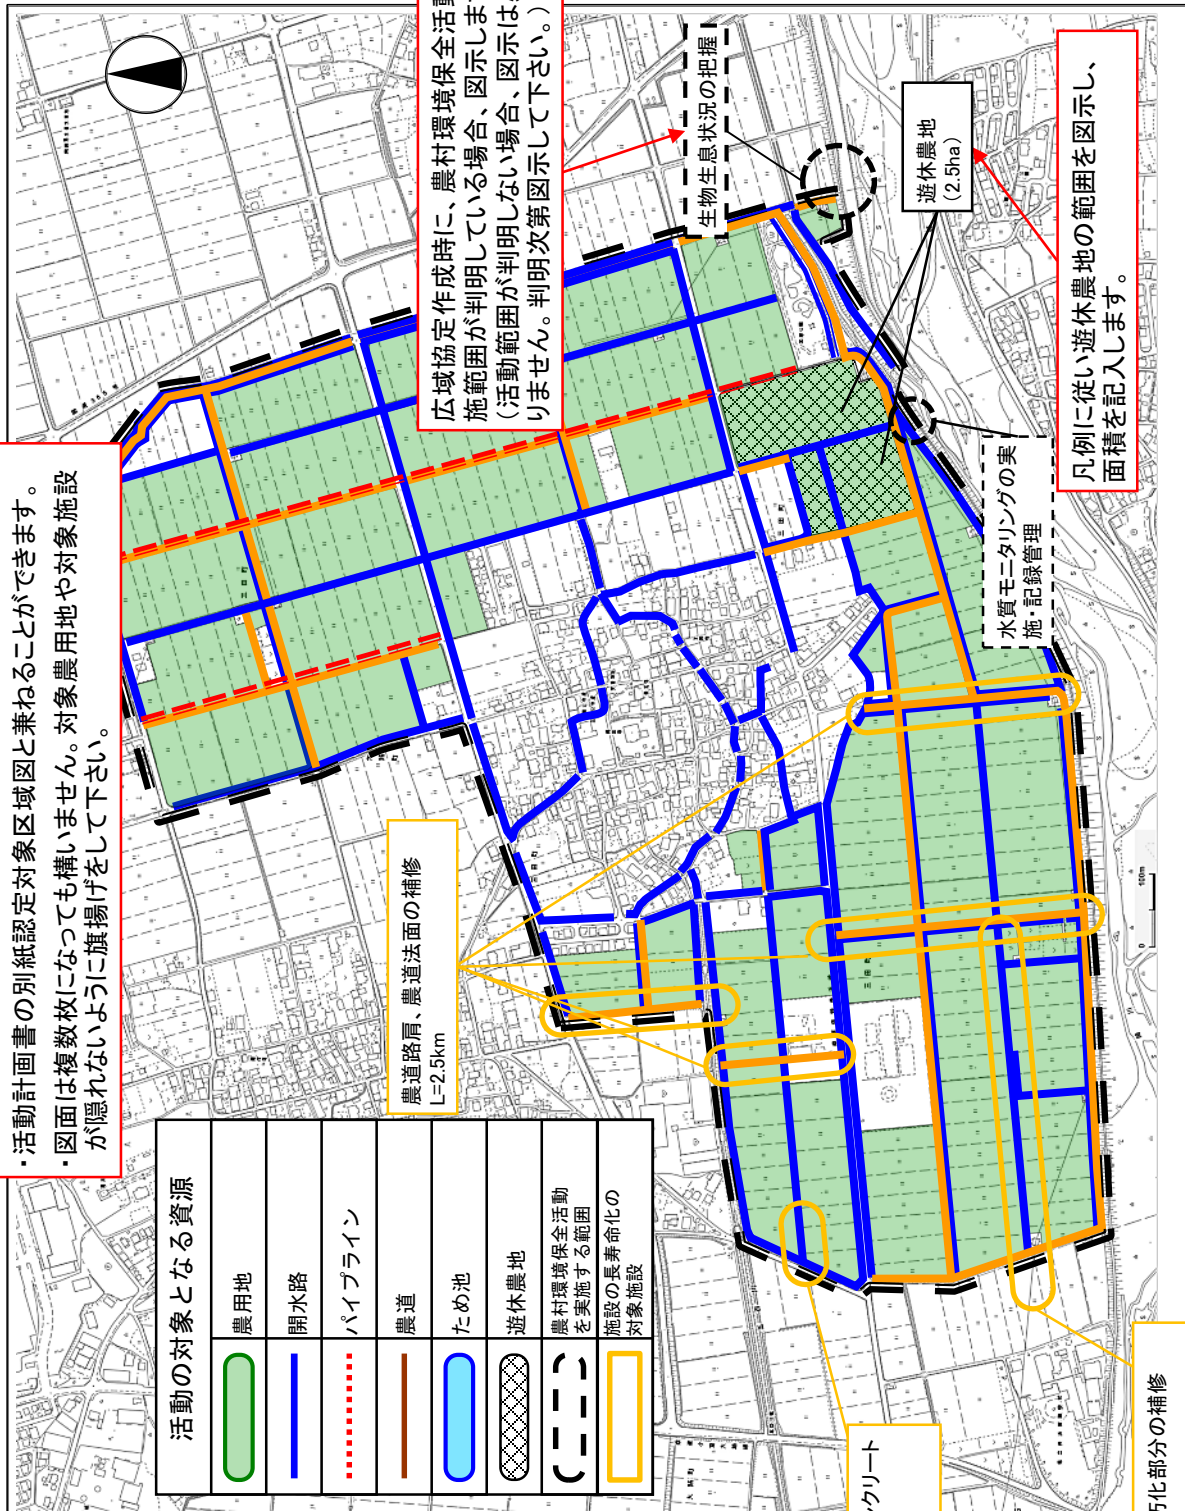 ・活動計画書の別紙認定対象区域図と兼ねることができます。
・図面は複数枚になっても構いません。対象農用地や対象施設
が隠れないように旗揚げをして下さい。
広域協定作成時に、農村環境保全活動
施範囲が判明している場合、図示しま
（活動範囲が判明しない場合、図示は
りません。判明次第図示して下さい。）
生物生息状況の把握
遊休農地
（2.5ha）
凡例に従い遊休農地の範囲を図示し、
面積を記入します。
水質モニタリングの実
施・記録管理
農道路肩、農道法面の補修
L=2.5km
活動の対象となる資源
農用地
開水路
パイプライン
農道
ため池
遊休農地
農村環境保全活動
を実施する範囲
施設の長寿命化の
対象施設
クリート
朽化部分の補修
0 100m